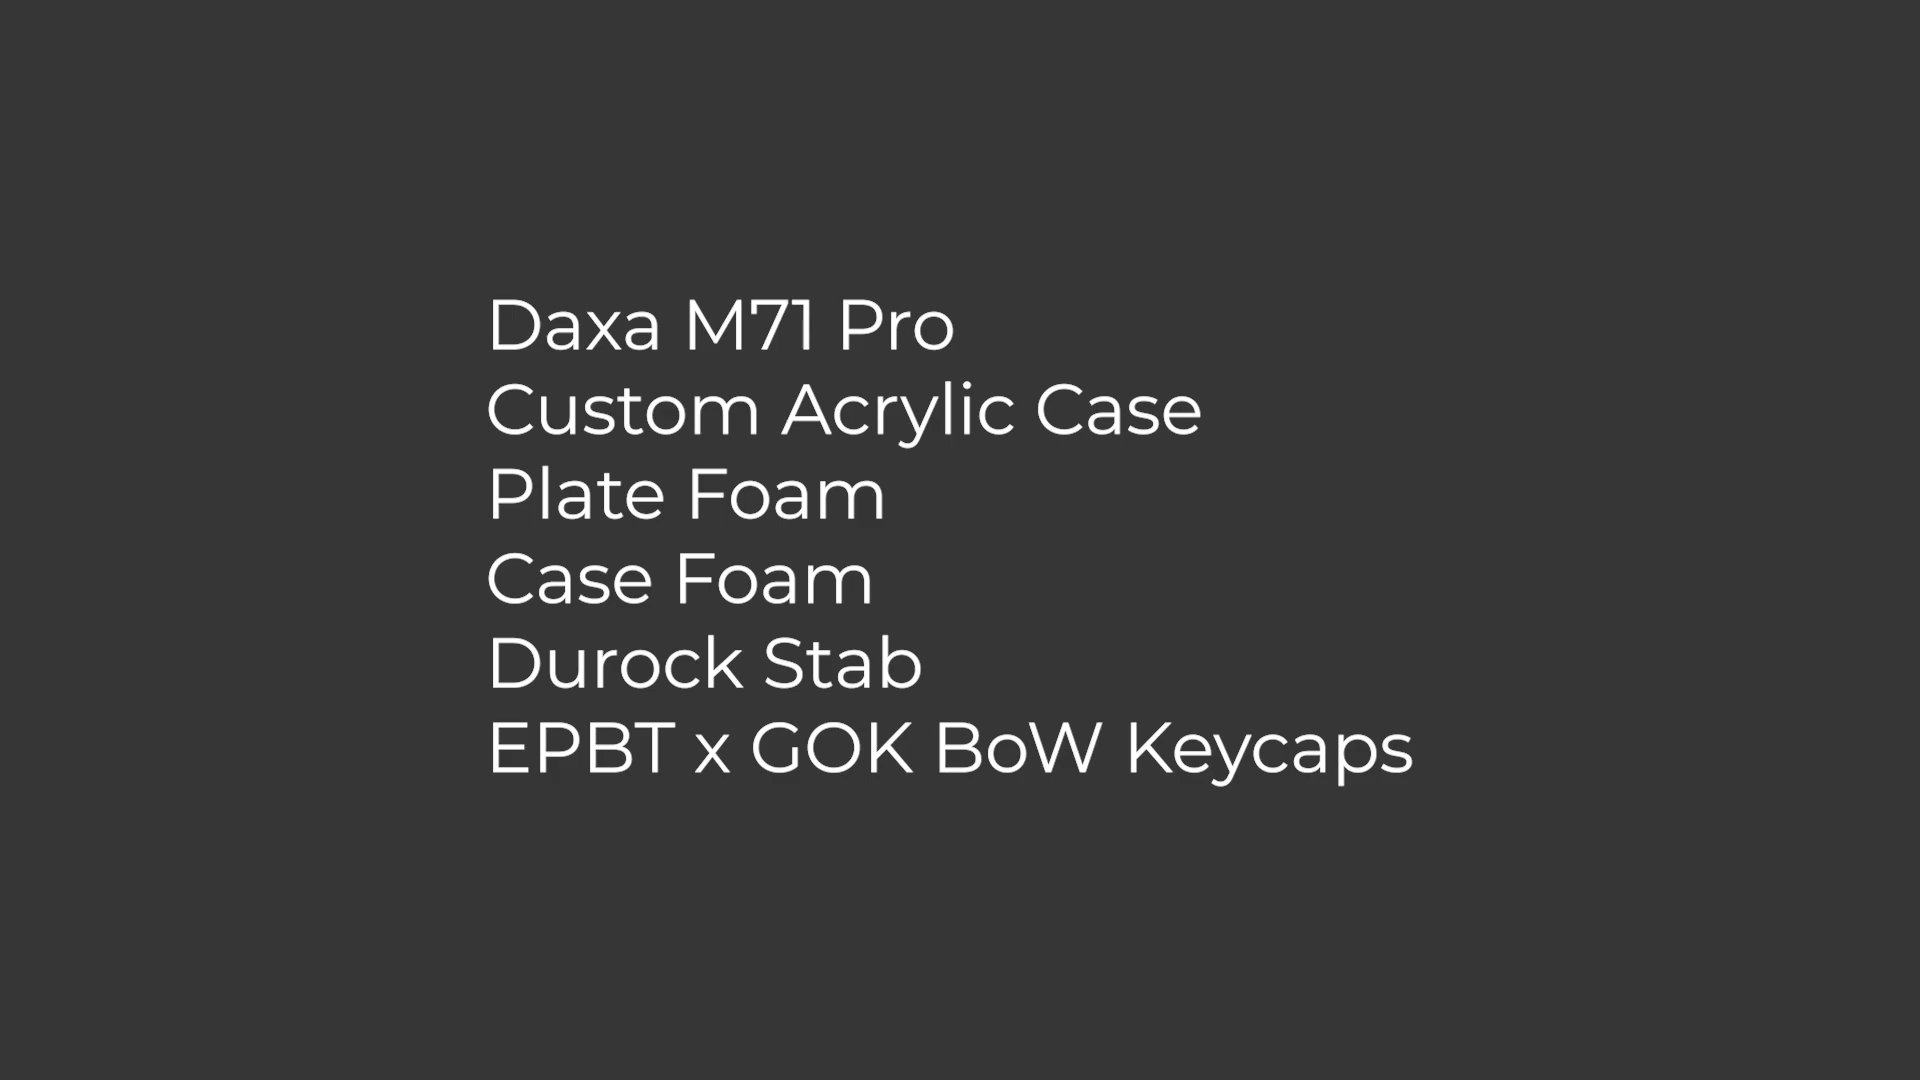 Daxa M71 Pro
Custom Acrylic Case
Plate Foam
Case Foam
Durock Stab
EPBT x GOK BoW Keycaps